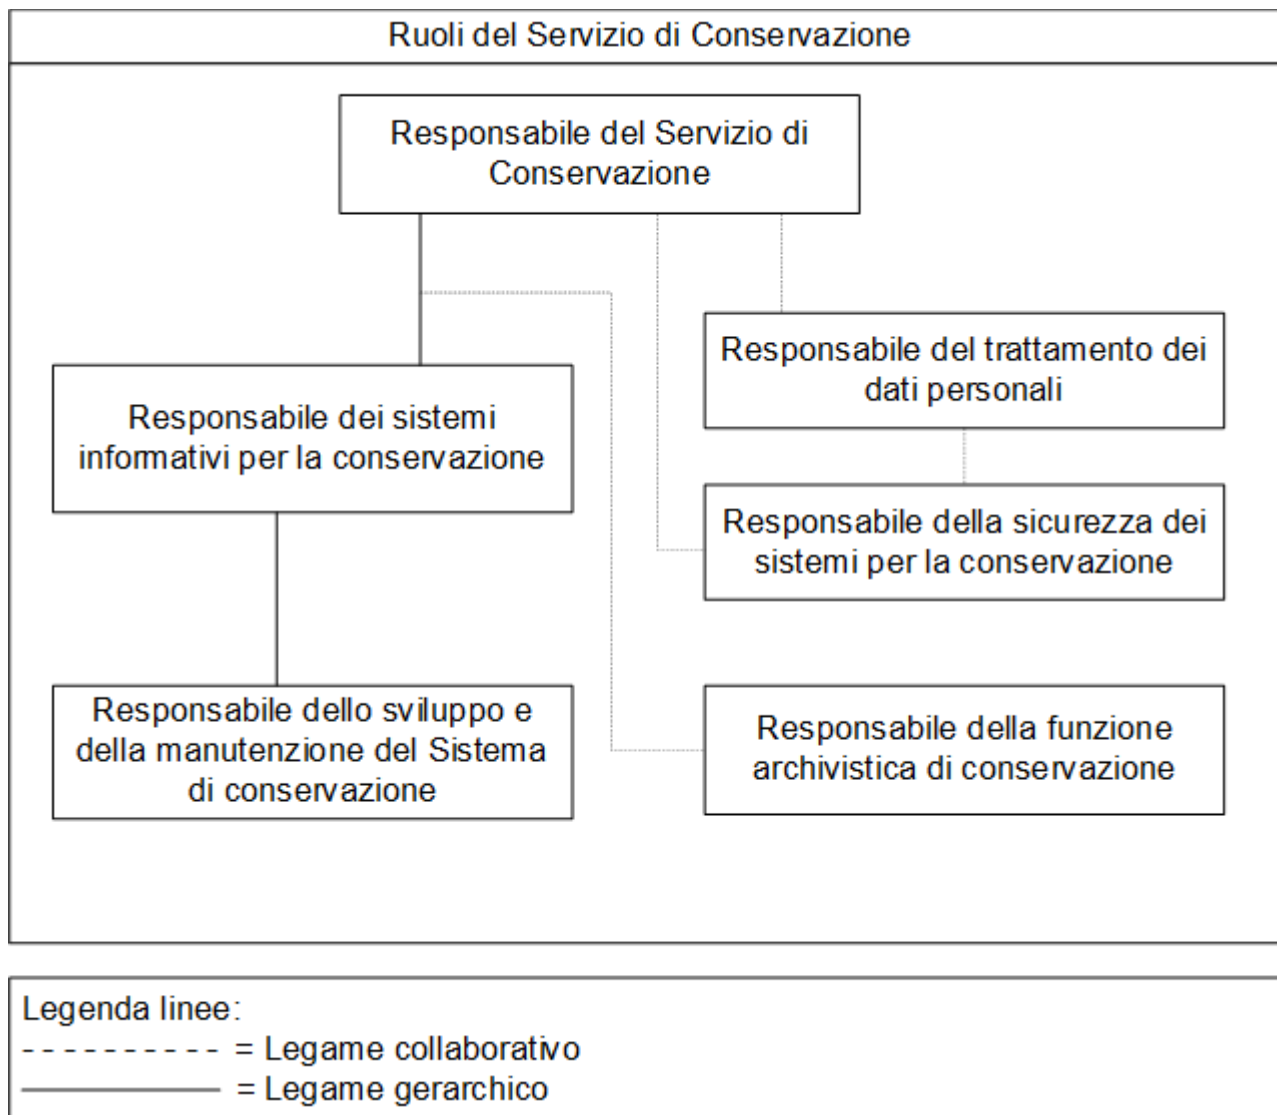 Ruoli del Servizio di Conservazione
Responsabile del Servizio di
Conservazione
Responsabile del trattamento dei
dati personali
Responsabile dei sistemi
informativi per la conservazione
Responsabile della sicurezza dei
sistemi per la conservazione
Responsabile dello sviluppo e
della manutenzione del Sistema
di conservazione
Responsabile della funzione
archivistica di conservazione
Legenda linee:
- - - - - - - - - - = Legame collaborativo
————— = Legame gerarchico